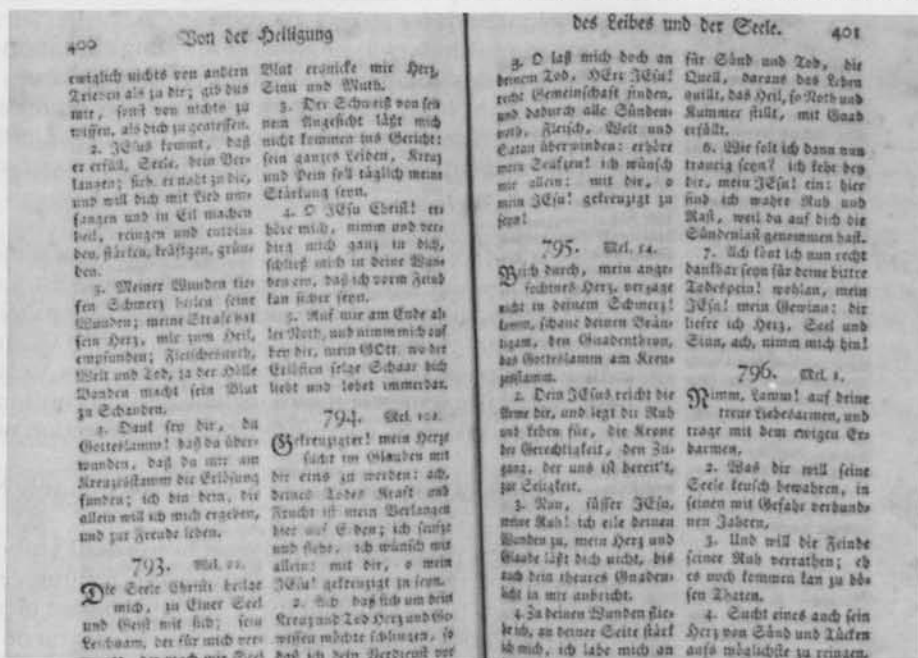 400 Von der Heiligung
ewiglich nichts von andern
Trieben als zu dir; gib du's
mir, sonst von nichts zu
wissen, als dich zu geniessen.
2. JEsus kommt, daß
er erfüll, Seele, dein Ver-
langen; sieh, er naht zu dir,
und will dich mit Lieb um-
fangen und in Eil machen
heil, reingen und entbin-
den, stärken, kräftgen, grün-
den.
3. Meiner Wunden tie-
fen Schmerz heilen seine
Wunden; meine Strafe hat
sein Herz, mir zum Heil,
empfunden; Fleischesnoth,
Welt und Tod, ja der Hölle
Banden macht sein Blut
zu Schanden.
4. Dank sey dir, du
Gotteslamm! daß du über-
wunden, daß du mir am
Kreuzesstamm die Erlösung
funden; ich bin dein, dir
allein will ich mich ergeben,
und zur Freude leben.
793. Mel.
Die Seele Christi heilge
mich, zu Einer Seel
und Geist mit sich; sein
Leichnam, der für mich ver-
Blut erquicke mir Herz,
Sinn und Muth.
2. Der Schweiß von sei-
nem Angesicht läßt mich
nicht kommen ins Gericht:
sein ganzes Leiden, Kreuz
und Pein soll täglich meine
Stärkung seyn.
4. O JEsu Christ! er-
höre mich, nimm und ver-
birg mich ganz in dich,
schließ mich in deine Wun-
den ein, daß ich vorm Feind
kan sicher seyn.
5. Ruf mir am Ende al-
ler Noth, und nimm mich auf
bey dir, mein GOtt, wo der
Erlößten selge Schaar dich
liebt und lobet immerdar.
794. Mel.
Gekreuzigter! mein Herze
sucht im Glauben mit
dir eins zu werden: ach,
deines Todes Kraft und
Frucht ist mein Verlangen
hier auf Erden; ich seufze
und flehe, ich wünsch mir
allein: mit dir, o mein
JEsu! gekreuzigt zu seyn.
2. Ach daß sich um dein
Kreuz und Tod Herz und Ge-
wissen möchte schlingen, so
daß ich dein Verdienst vor
des Leibes und der Seele. 401
3. O laß mich doch an
deinem Tod, HErr JEsu!
rechte Gemeinschaft finden,
und dadurch alle Sünden-
noth, Fleisch, Welt und
Satan überwinden: erhöre
mein Seufzen! ich wünsch
mir allein: mit dir, o
mein JEsu! gekreuzigt zu
seyn!
795. Mel. 14.
Brich durch, mein ange-
fochtnes Herz, verzage
nicht in deinem Schmerz!
komm, schaue deinen Bräu-
tigam, den Gnadenthron,
das Gotteslamm am Kreu-
zesstamm.
2. Dein JEsus reicht die
Arme dir, und legt dir Ruh
und Leben für, die Krone
der Gerechtigkeit, den Zu-
gang, der uns ist bereit't,
zur Seligkeit.
3. Nun, süsser JEsu,
meine Ruh! ich eile deinen
Wunden zu, mein Herz und
Glaube läßt dich nicht, bis
auch dein theures Gnaden-
licht in mir anbricht.
4. Zu deinen Wunden flie-
he ich, an deiner Seite stärk
ich mich, ich labe mich an
für Sünd und Tod, die
Quell, daraus das Leben
quillt, das Heil, so Noth und
Kummer stillt, mit Gnad
erfüllt.
6. Wie solt ich dann nun
traurig seyn? ich kehr bey
dir, mein JEsu! ein: hier
find ich wahre Ruh und
Rast, weil du auf dich die
Sündenlast genommen hast.
7. Ach könt ich nun recht
dankbar seyn für deine bittre
Todespein! wohlan, mein
JEsu! mein Gewinn: dir
liefre ich Herz, Seel und
Sinn, ach, nimm mich hin!
796. Mel. 1.
Nimm, Lamm! auf deine
treue Liebesarmen, und
trage mit dem ewigen Er-
barmen,
2. Was dir will seine
Seele keusch bewahren, in
seinen mit Gefahr verbund-
nen Jahren,
3. Und will die Feinde
seiner Ruh verrathen; eh
es noch kommen kan zu bö-
sen Thaten.
4. Sucht eines auch sein
Herz von Sünd und Tücken
aufs möglichste zu reingen,